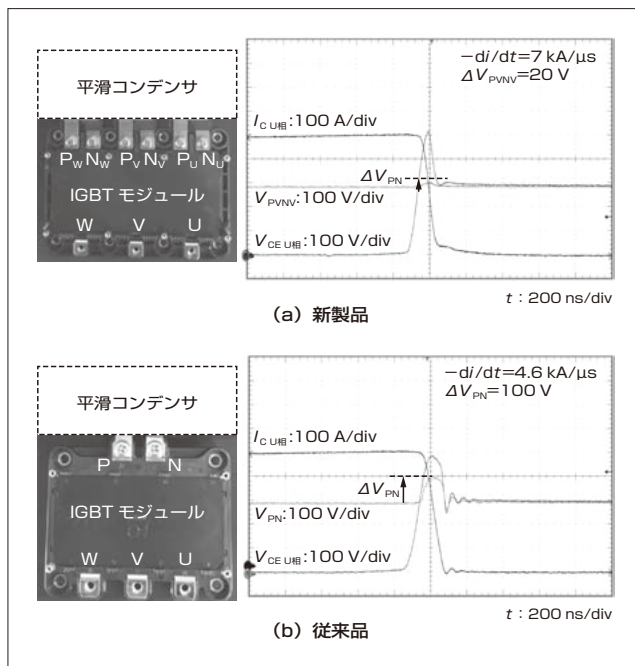 平滑コンデンサ
P_W N_W P_V N_V P_U N_U
IGBT モジュール
W V U
−di/dt=7 kA/µs
ΔV_PVNV=20 V
I_C U相:100 A/div
ΔV_PN
V_PVNV:100 V/div
V_CE U相:100 V/div
t：200 ns/div
(a) 新製品
平滑コンデンサ
P N
IGBT モジュール
W V U
−di/dt=4.6 kA/µs
ΔV_PN=100 V
I_C U相:100 A/div
ΔV_PN
V_PN:100 V/div
V_CE U相:100 V/div
t：200 ns/div
(b) 従来品